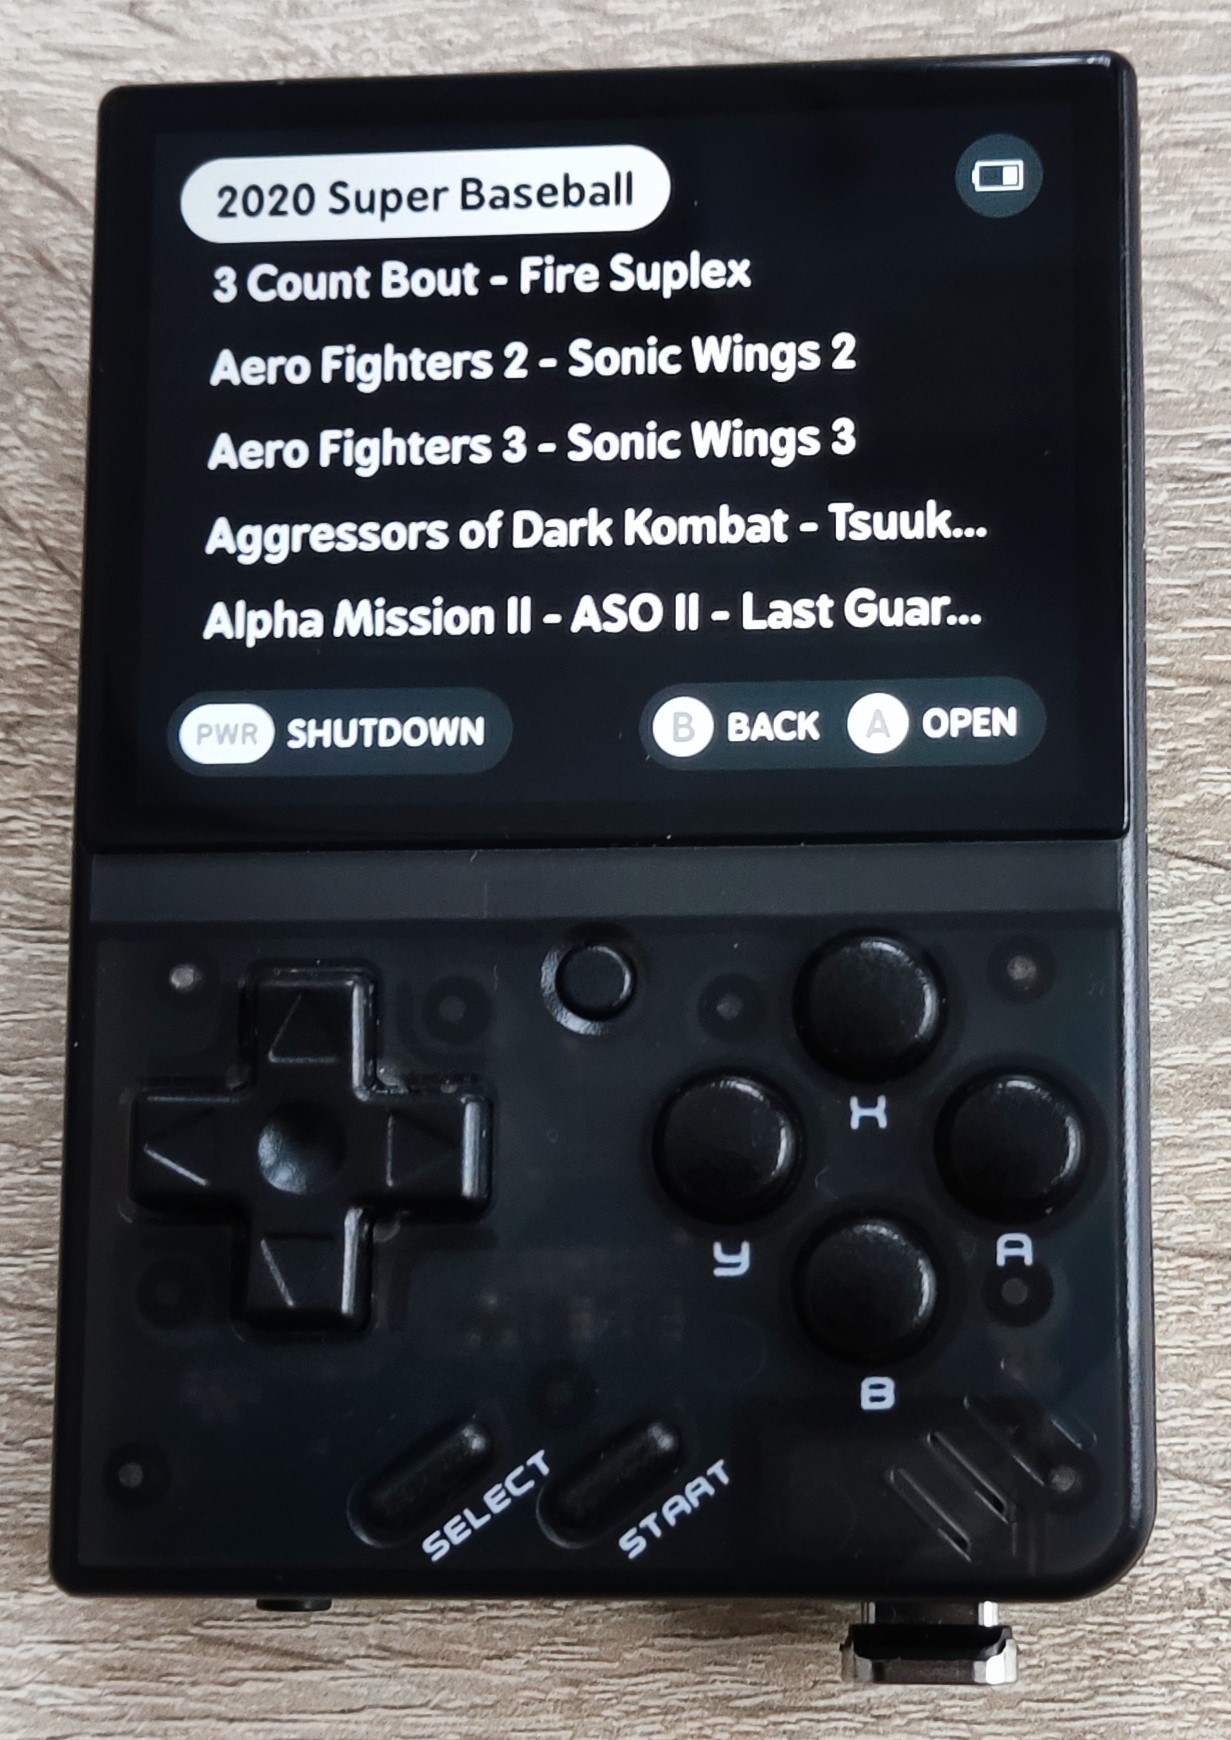 2020 Super Baseball
3 Count Bout - Fire Suplex
Aero Fighters 2 - Sonic Wings 2
Aero Fighters 3 - Sonic Wings 3
Aggressors of Dark Kombat - Tsuuk...
Alpha Mission II - ASO II - Last Guar...
PWR SHUTDOWN B BACK A OPEN
X
Y A
B
SELECT START